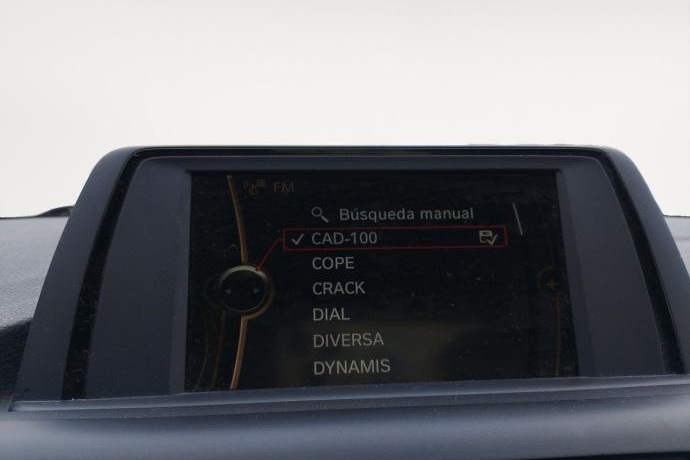 FM
Búsqueda manual
CAD-100
COPE
CRACK
DIAL
DIVERSA
DYNAMIS